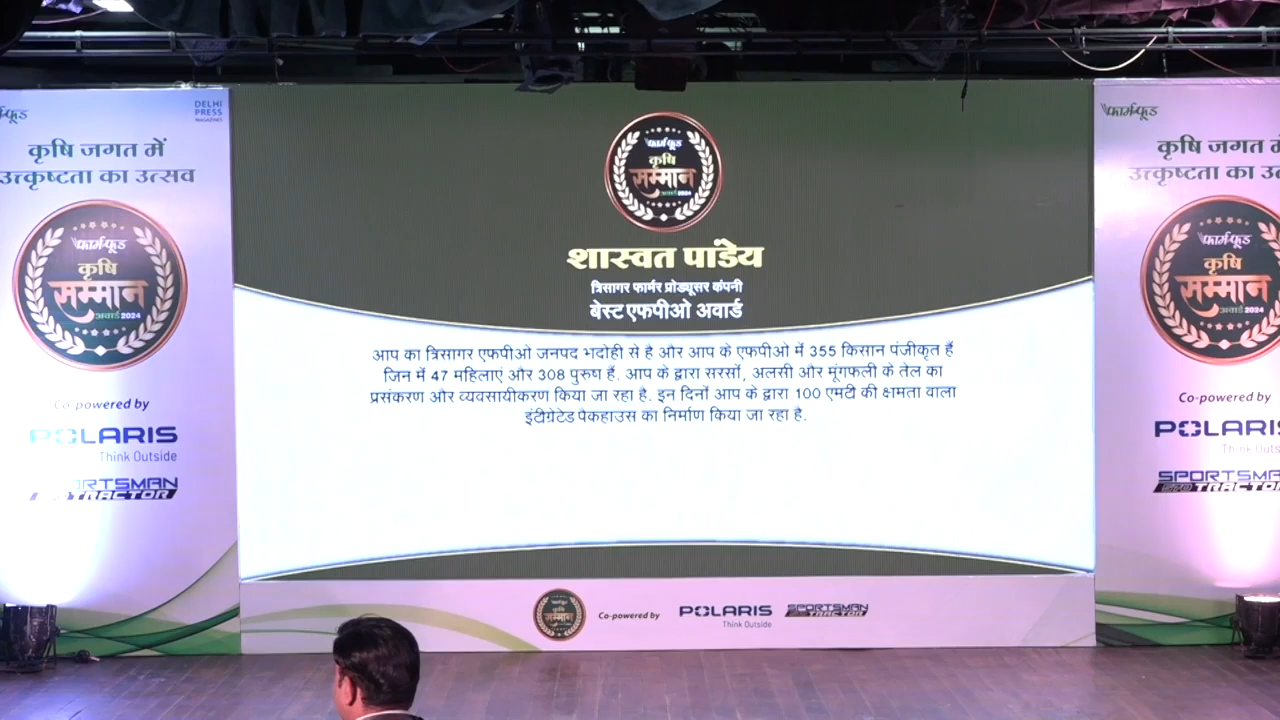 फार्म-फूड
DELHI
PRESS
MAGAZINES
कृषि जगत में
उत्त्कृष्टता का उत्सव
फार्म-फूड
कृषि
सम्मान
अवार्ड 2024
Co-powered by
POLARIS
Think Outside
SPORTSMAN
TRACTOR
फार्म-फूड
कृषि
सम्मान
अवार्ड 2024
शास्वत पांडेय
त्रिसागर फार्मर प्रोड्यूसर कंपनी
बेस्ट एफपीओ अवार्ड
आप का त्रिसागर एफपीओ जनपद भदोही से है और आप के एफपीओ में 355 किसान पंजीकृत हैं
जिन में 47 महिलाएं और 308 पुरुष हैं. आप के द्वारा सरसों, अलसी और मूंगफली के तेल का
प्रसंकरण और व्यवसायीकरण किया जा रहा है. इन दिनों आप के द्वारा 100 एमटी की क्षमता वाला
इंटीग्रेटेड पैकहाउस का निर्माण किया जा रहा है.
कृषि
सम्मान
Co-powered by
POLARIS
Think Outside
SPORTSMAN
TRACTOR
फार्म-फूड
कृषि जगत में
उत्त्कृष्टता का
फार्म-फूड
कृषि
सम्मान
अवार्ड 2024
Co-powered by
POLARIS
Think Outs
SPORTSMA
TRACTOR